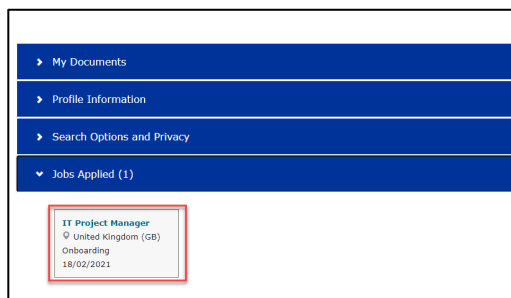 My Documents
Profile Information
Search Options and Privacy
Jobs Applied (1)
IT Project Manager
United Kingdom (GB)
Onboarding
18/02/2021